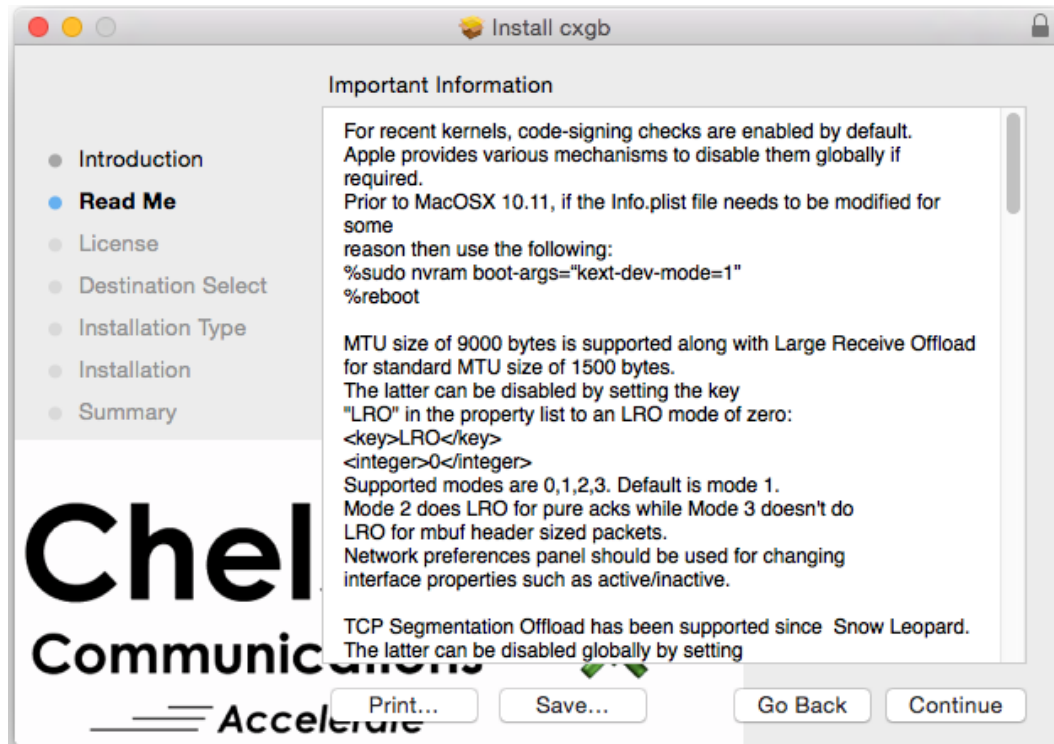 Install cxgb
Important Information
Introduction
Read Me
License
Destination Select
Installation Type
Installation
Summary
For recent kernels, code-signing checks are enabled by default.
Apple provides various mechanisms to disable them globally if
required.
Prior to MacOSX 10.11, if the Info.plist file needs to be modified for
some
reason then use the following:
%sudo nvram boot-args=“kext-dev-mode=1"
%reboot
MTU size of 9000 bytes is supported along with Large Receive Offload
for standard MTU size of 1500 bytes.
The latter can be disabled by setting the key
"LRO" in the property list to an LRO mode of zero:
<key>LRO</key>
<integer>0</integer>
Supported modes are 0,1,2,3. Default is mode 1.
Mode 2 does LRO for pure acks while Mode 3 doesn't do
LRO for mbuf header sized packets.
Network preferences panel should be used for changing
interface properties such as active/inactive.
TCP Segmentation Offload has been supported since  Snow Leopard.
The latter can be disabled globally by setting
Chel
Communications
Accelerate
Print...
Save...
Go Back
Continue